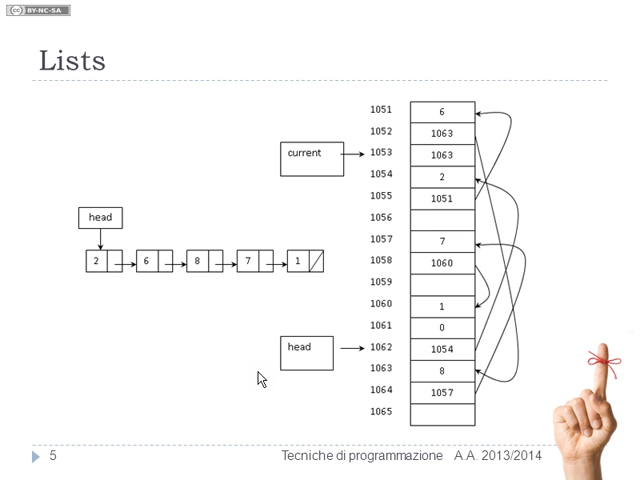 BY-NC-SA
Lists
head
2 6 8 7 1
current
head
1051 6
1052 1063
1053 1063
1054 2
1055 1051
1056
1057 7
1058 1060
1059
1060 1
1061 0
1062 1054
1063 8
1064 1057
1065
5 Tecniche di programmazione A.A. 2013/2014